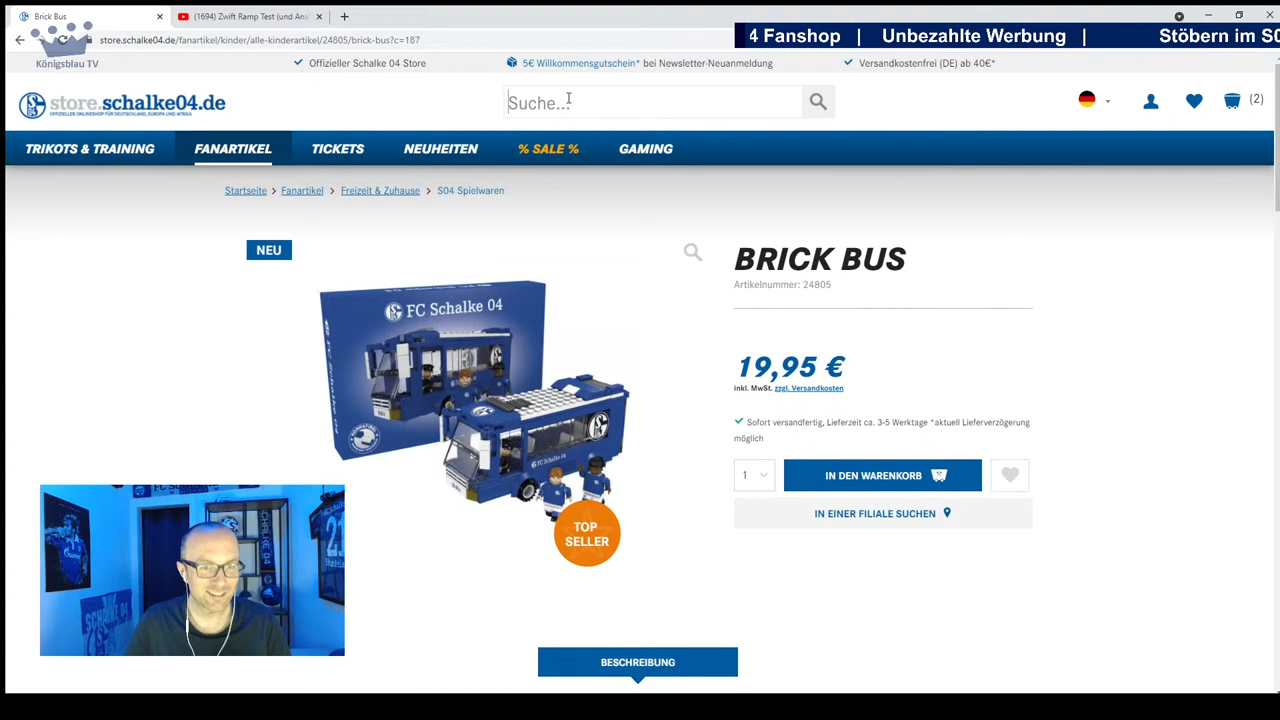 Brick Bus
(1694) Zwift Ramp Test (und Ana
store.schalke04.de/fanartikel/kinder/alle-kinderartikel/24805/brick-bus?c=187
Königsblau TV
4 Fanshop | Unbezahlte Werbung | Stöbern im S0
Offizieller Schalke 04 Store
5€ Willkommensgutschein* bei Newsletter-Neuanmeldung
Versandkostenfrei (DE) ab 40€*
store.schalke04.de
OFFIZIELLER ONLINESHOP FÜR DEUTSCHLAND, EUROPA UND AFRIKA
Suche...
(2)
TRIKOTS & TRAINING FANARTIKEL TICKETS NEUHEITEN % SALE % GAMING
Startseite > Fanartikel > Freizeit & Zuhause > S04 Spielwaren
NEU
BRICK BUS
Artikelnummer: 24805
FC Schalke 04
FC Schalke 04
19,95 €
inkl. MwSt. zzgl. Versandkosten
Sofort versandfertig, Lieferzeit ca. 3-5 Werktage *aktuell Lieferverzögerung
möglich
1
IN DEN WARENKORB
IN EINER FILIALE SUCHEN
TOP
SELLER
SCHALKE 04
BESCHREIBUNG